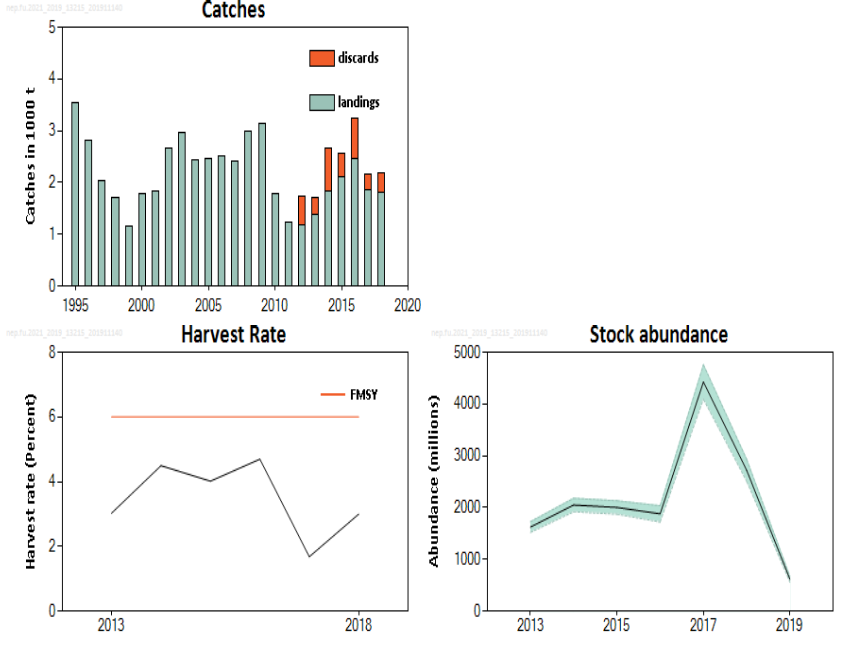 Catches
5
4
3
2
1
0
Catches in 1000 t
discards
landings
1995 2000 2005 2010 2015 2020
Harvest Rate
8
6
4
2
0
Harvest rate (Percent)
FMSY
2013 2018
Stock abundance
5000
4000
3000
2000
1000
0
Abundance (millions)
2013 2015 2017 2019